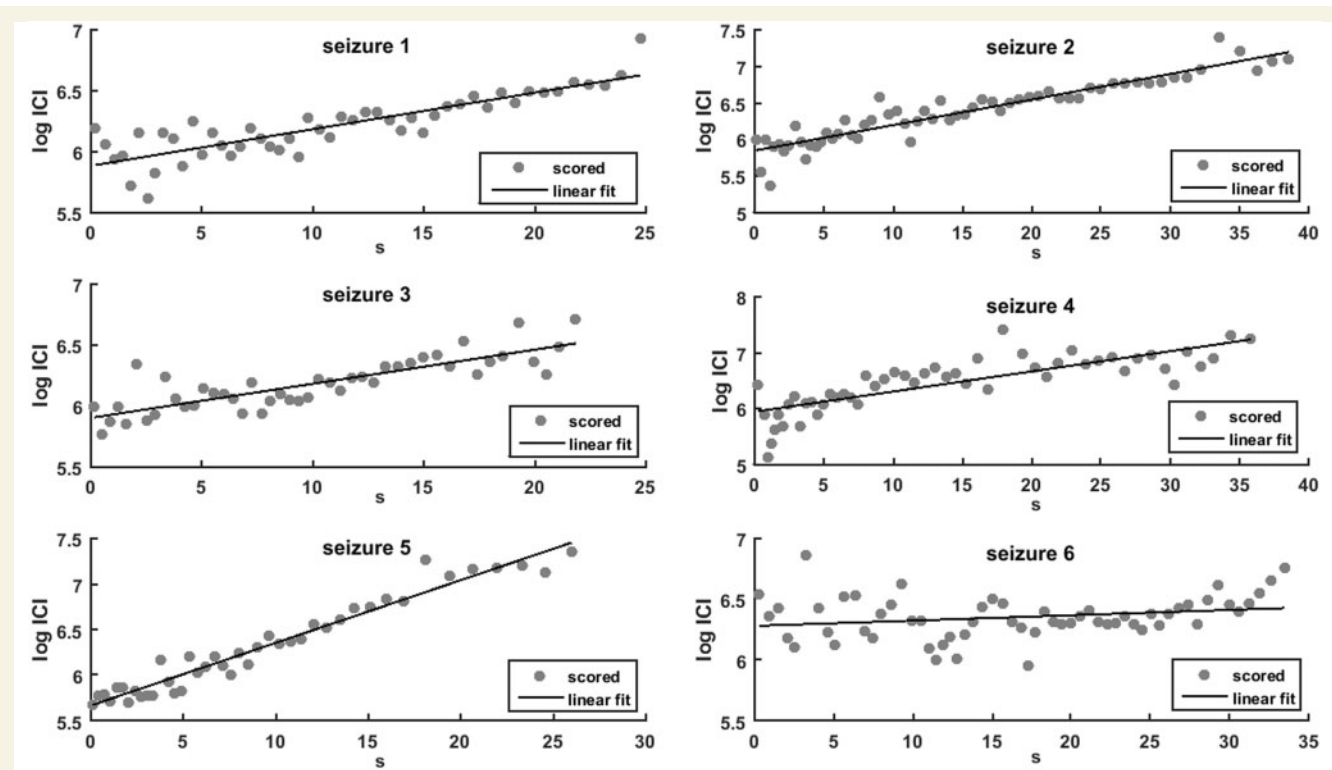 seizure 1
log ICI
7
6.5
6
5.5
0 5 10 15 20 25
s
scored
linear fit
seizure 2
log ICI
7.5
7
6.5
6
5.5
5
0 5 10 15 20 25 30 35 40
s
scored
linear fit
seizure 3
log ICI
7
6.5
6
5.5
0 5 10 15 20 25
s
scored
linear fit
seizure 4
log ICI
8
7
6
5
0 5 10 15 20 25 30 35 40
s
scored
linear fit
seizure 5
log ICI
7.5
7
6.5
6
5.5
0 5 10 15 20 25 30
s
scored
linear fit
seizure 6
log ICI
7
6.5
6
5.5
0 5 10 15 20 25 30 35
s
scored
linear fit